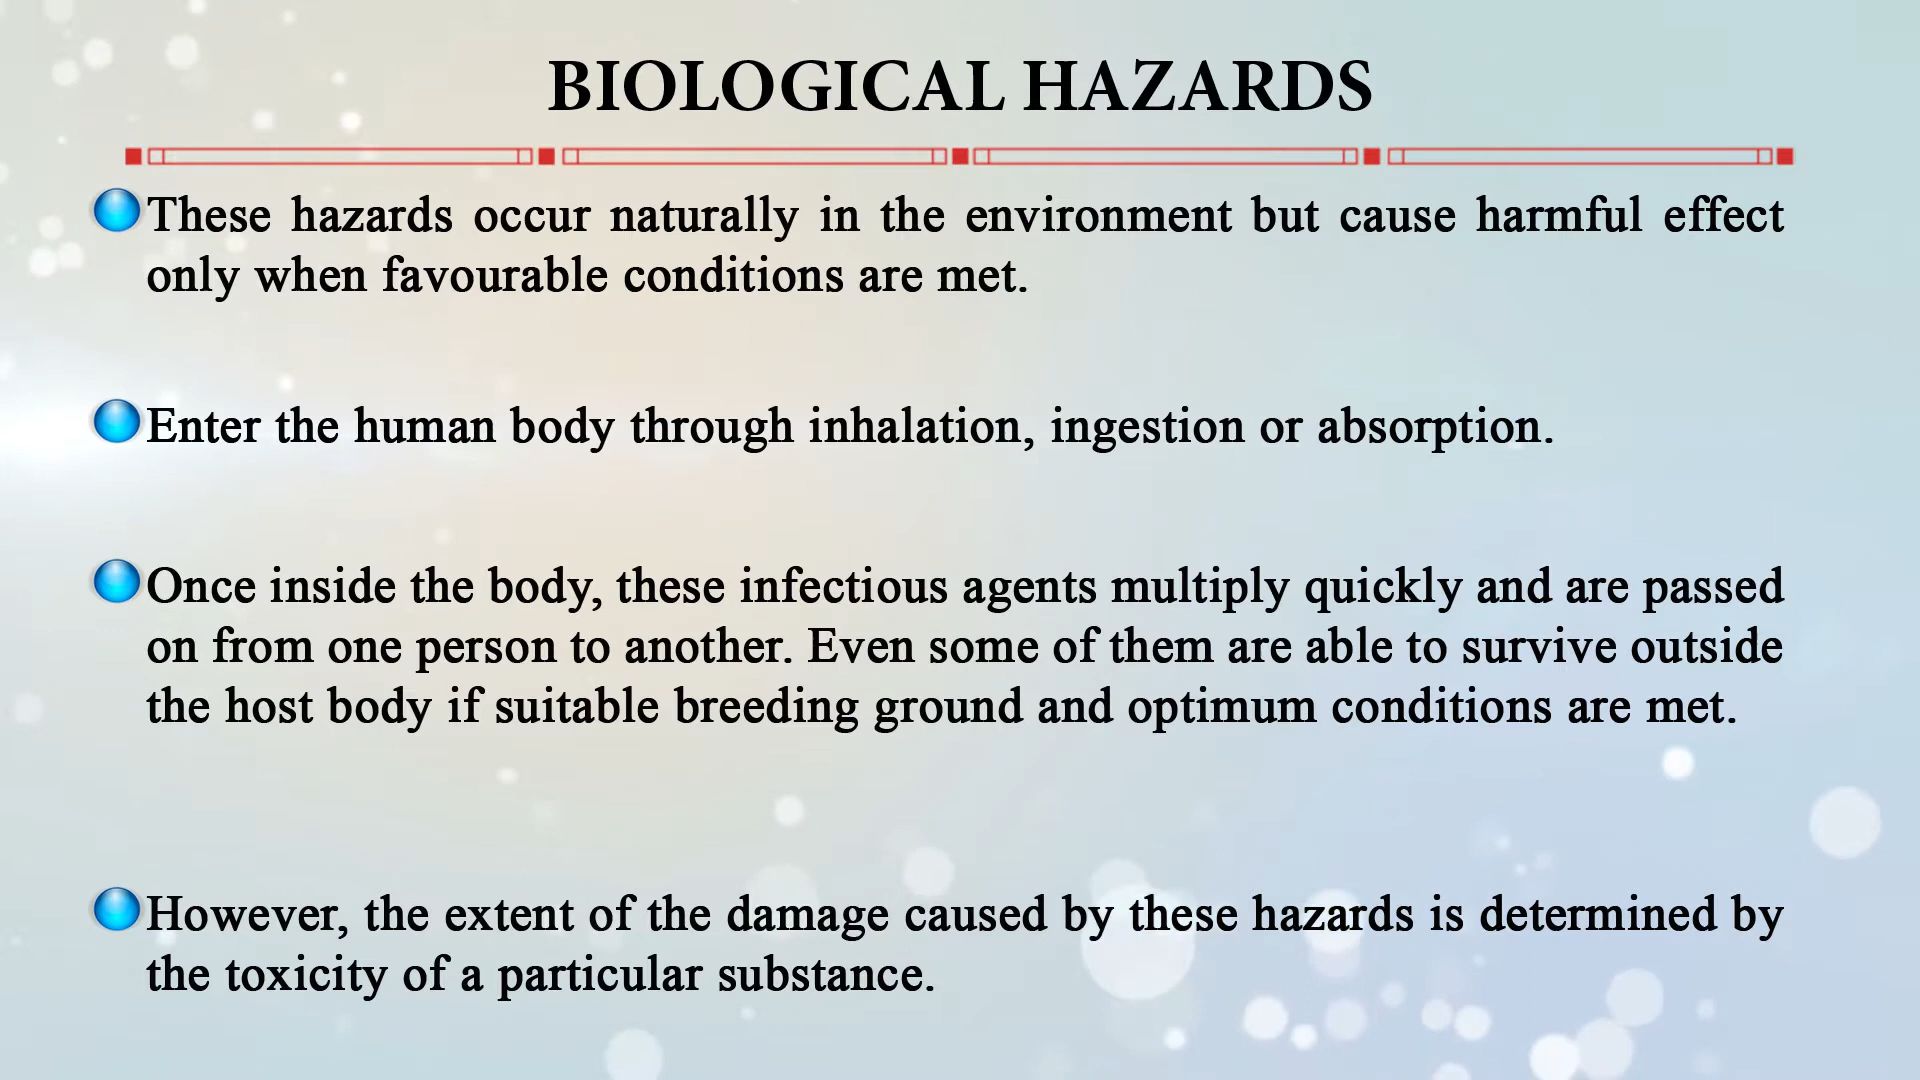 BIOLOGICAL HAZARDS
These hazards occur naturally in the environment but cause harmful effect
only when favourable conditions are met.
Enter the human body through inhalation, ingestion or absorption.
Once inside the body, these infectious agents multiply quickly and are passed
on from one person to another. Even some of them are able to survive outside
the host body if suitable breeding ground and optimum conditions are met.
However, the extent of the damage caused by these hazards is determined by
the toxicity of a particular substance.